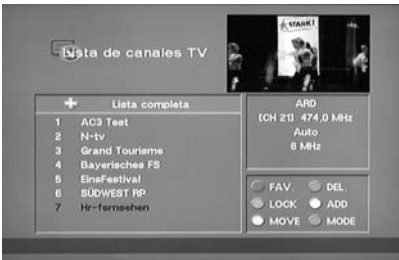 Lista de canales TV
STARK!
Lista completa
1 AC3 Test
2 N-tv
3 Grand Tourisme
4 Bayerisches FS
5 EinsFestival
6 SÜDWEST RP
7 Hr-fernsehen
ARD
[CH 21] 474,0 MHz
Auto
8 MHz
FAV. DEL.
LOCK ADD
MOVE MODE